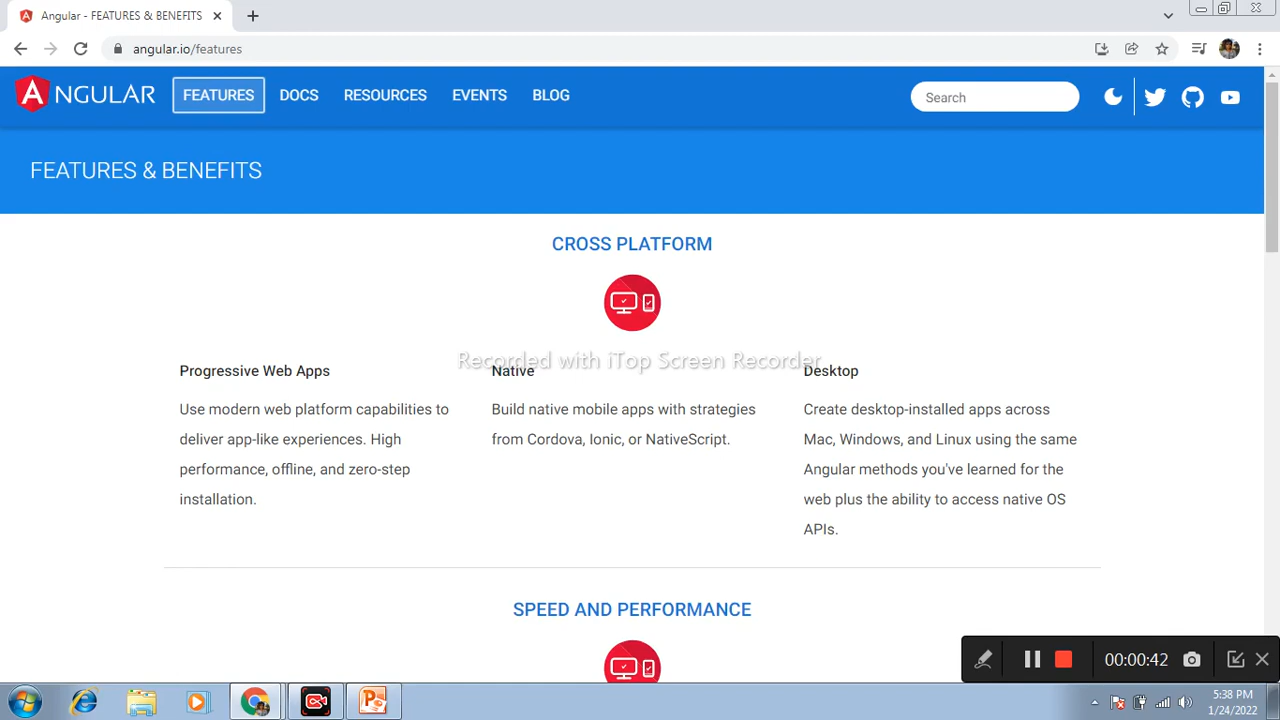 Angular - FEATURES & BENEFITS
angular.io/features
ANGULAR FEATURES DOCS RESOURCES EVENTS BLOG Search
FEATURES & BENEFITS
CROSS PLATFORM
Recorded with iTop Screen Recorder
Progressive Web Apps
Use modern web platform capabilities to
deliver app-like experiences. High
performance, offline, and zero-step
installation.
Native
Build native mobile apps with strategies
from Cordova, Ionic, or NativeScript.
Desktop
Create desktop-installed apps across
Mac, Windows, and Linux using the same
Angular methods you've learned for the
web plus the ability to access native OS
APIs.
SPEED AND PERFORMANCE
00:00:42
5:38 PM
1/24/2022